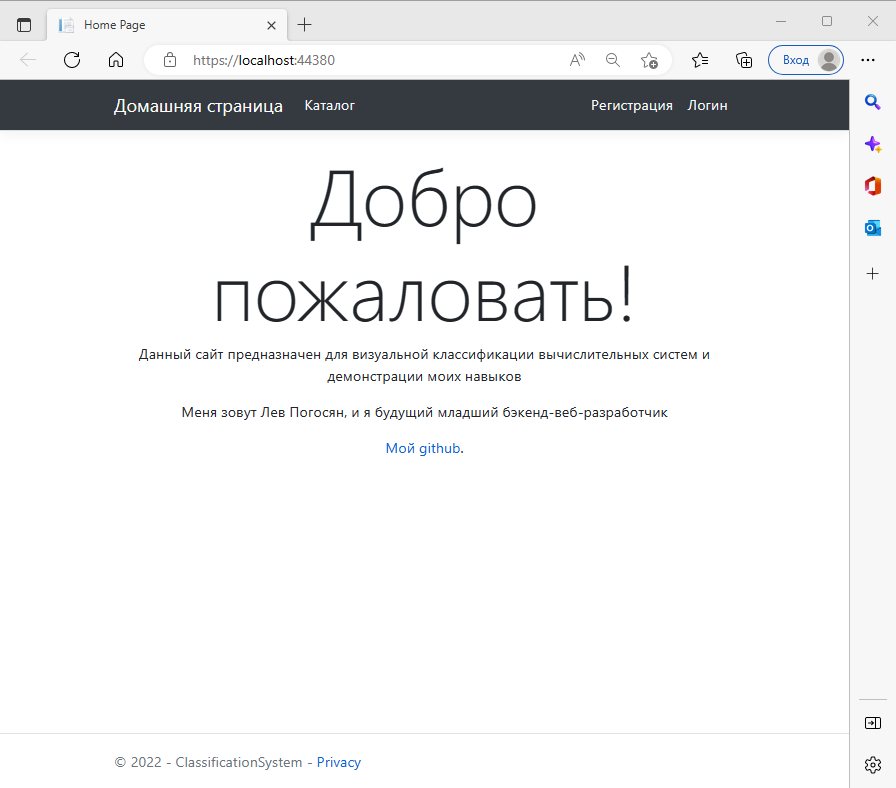 Home Page
https://localhost:44380
Вход
Домашняя страница Каталог Регистрация Логин
Добро
пожаловать!
Данный сайт предназначен для визуальной классификации вычислительных систем и
демонстрации моих навыков
Меня зовут Лев Погосян, и я будущий младший бэкенд-веб-разработчик
Мой github.
© 2022 - ClassificationSystem - Privacy